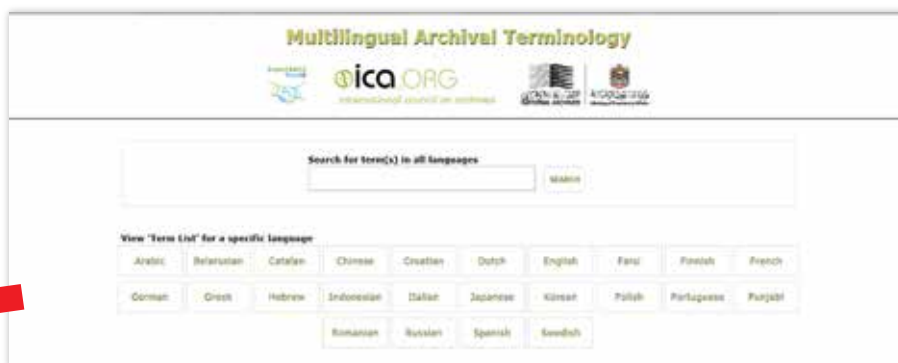 Multilingual Archival Terminology
ica.ORG
international council on archives
Search for term(s) in all languages
SEARCH
View 'Term List' for a specific language
Arabic Belarusian Catalan Chinese Croatian Dutch English Farsi Finnish French
German Greek Hebrew Indonesian Italian Japanese Korean Polish Portuguese Punjabi
Romanian Russian Spanish Swedish